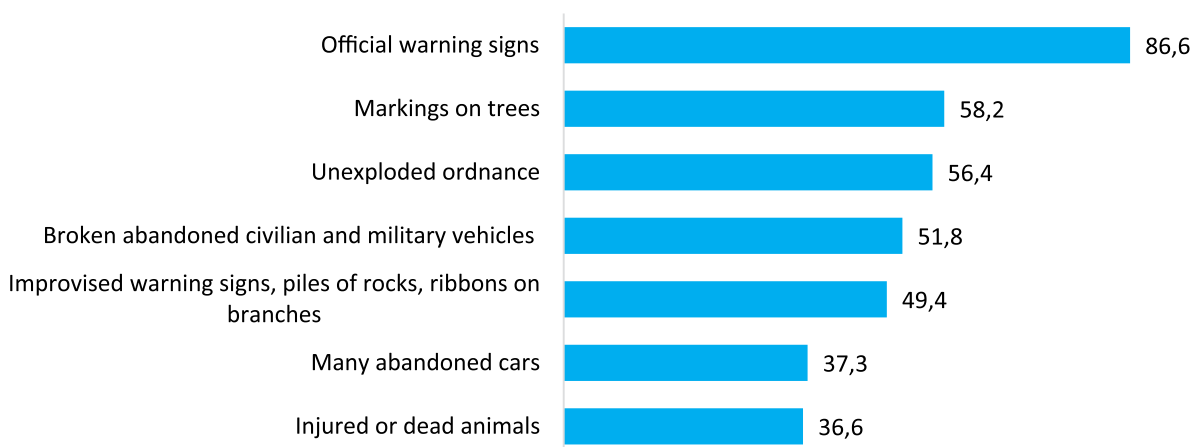 Official warning signs
86,6
Markings on trees
58,2
Unexploded ordnance
56,4
Broken abandoned civilian and military vehicles
51,8
Improvised warning signs, piles of rocks, ribbons on
branches
49,4
Many abandoned cars
37,3
Injured or dead animals
36,6